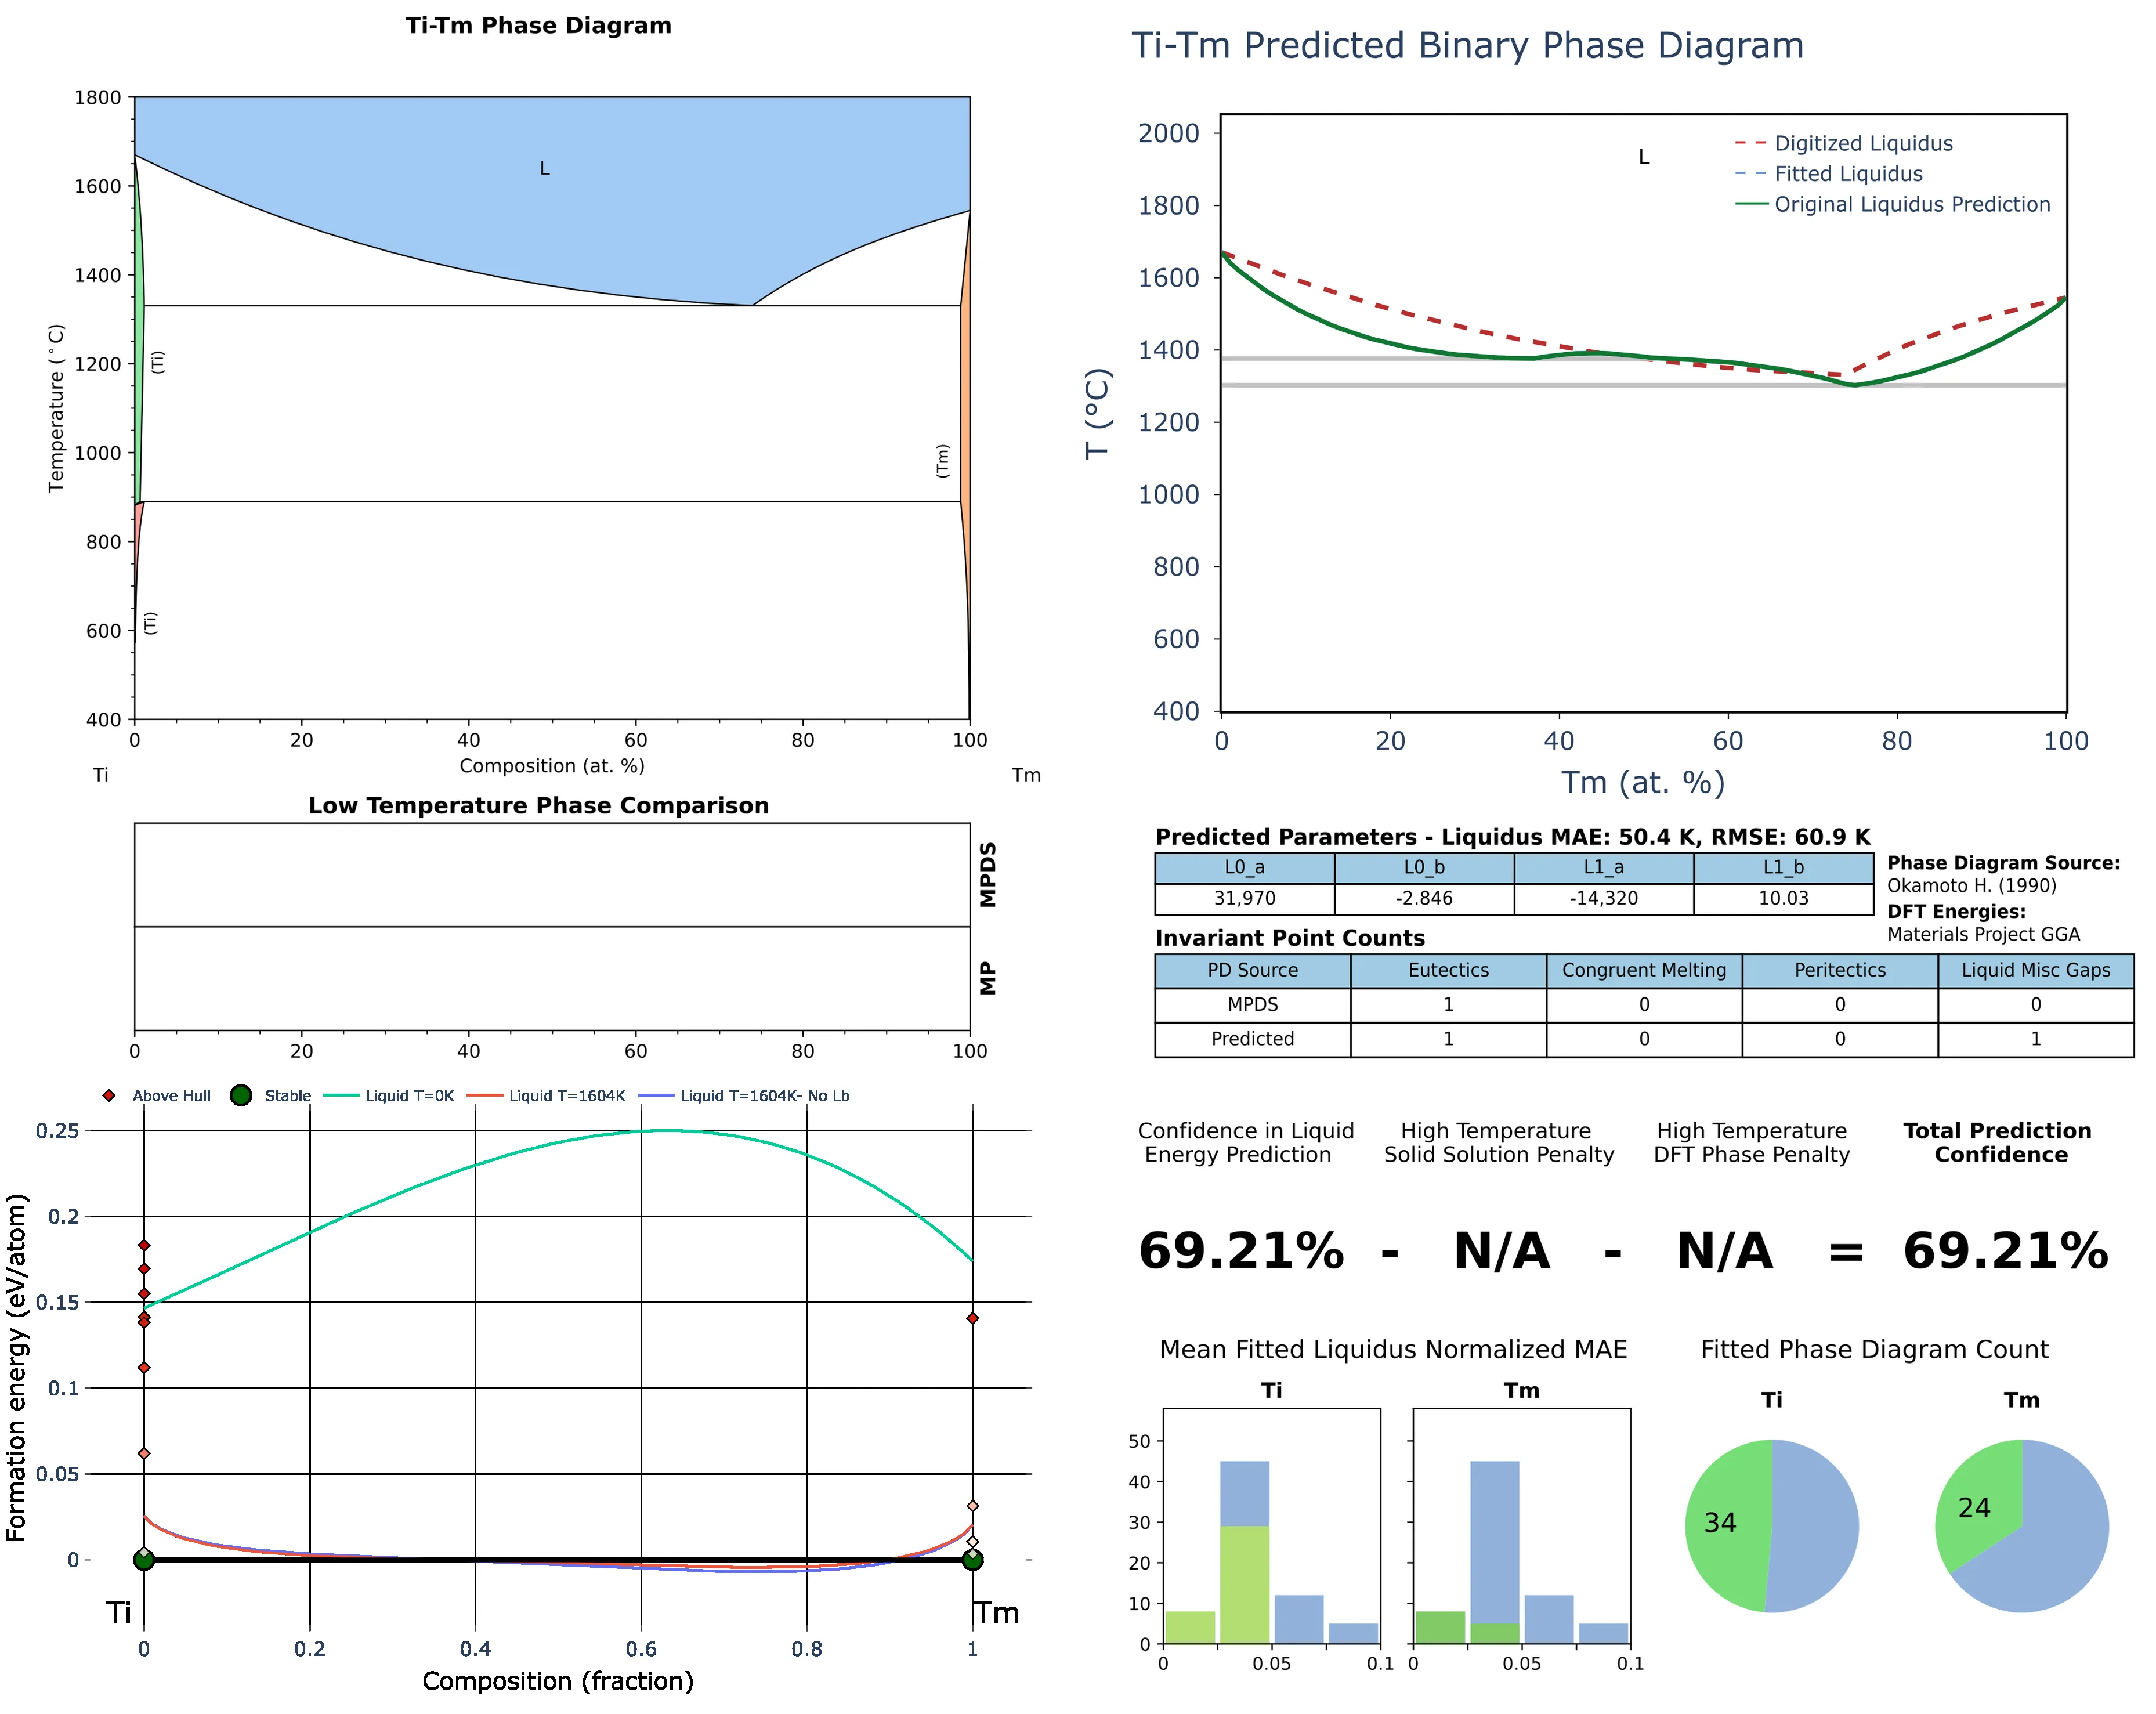 Ti-Tm Phase Diagram
1800
1600
1400
1200
1000
800
600
400
Temperature (°C)
L
(Ti)
(Tm)
(Ti)
0 20 40 60 80 100
Composition (at. %)
Ti Tm
Low Temperature Phase Comparison
MPDS
MP
0 20 40 60 80 100
Above Hull Stable Liquid T=0K Liquid T=1604K Liquid T=1604K- No Lb
0.25
0.2
0.15
0.1
0.05
0
Formation energy (eV/atom)
Ti Tm
0 0.2 0.4 0.6 0.8 1
Composition (fraction)
Ti-Tm Predicted Binary Phase Diagram
2000
1800
1600
1400
1200
1000
800
600
400
T (°C)
L
Digitized Liquidus
Fitted Liquidus
Original Liquidus Prediction
0 20 40 60 80 100
Tm (at. %)
Predicted Parameters - Liquidus MAE: 50.4 K, RMSE: 60.9 K
L0_a L0_b L1_a L1_b
31,970 -2.846 -14,320 10.03
Phase Diagram Source:
Okamoto H. (1990)
DFT Energies:
Materials Project GGA
Invariant Point Counts
PD Source Eutectics Congruent Melting Peritectics Liquid Misc Gaps
MPDS 1 0 0 0
Predicted 1 0 0 1
Confidence in Liquid
Energy Prediction
High Temperature
Solid Solution Penalty
High Temperature
DFT Phase Penalty
Total Prediction
Confidence
69.21% - N/A - N/A = 69.21%
Mean Fitted Liquidus Normalized MAE
Ti Tm
50
40
30
20
10
0
0 0.05 0.1 0 0.05 0.1
Fitted Phase Diagram Count
Ti Tm
34 24